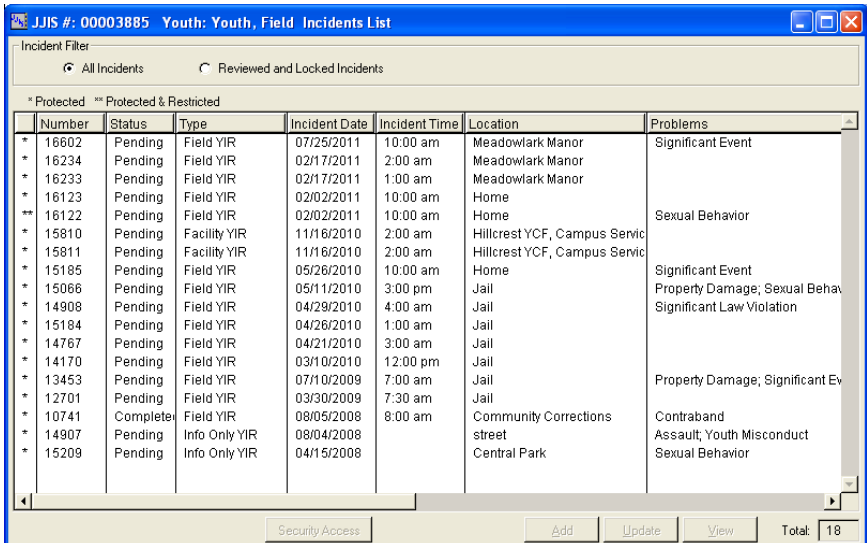 JJIS #: 00003885 Youth: Youth, Field Incidents List
Incident Filter
All Incidents Reviewed and Locked Incidents
* Protected ** Protected & Restricted
Number Status Type Incident Date Incident Time Location Problems
* 16602 Pending Field YIR 07/25/2011 10:00 am Meadowlark Manor Significant Event
* 16234 Pending Field YIR 02/17/2011 2:00 am Meadowlark Manor
* 16233 Pending Field YIR 02/17/2011 1:00 am Meadowlark Manor
* 16123 Pending Field YIR 02/02/2011 10:00 am Home
** 16122 Pending Field YIR 02/02/2011 10:00 am Home Sexual Behavior
* 15810 Pending Facility YIR 11/16/2010 2:00 am Hillcrest YCF, Campus Servic
* 15811 Pending Facility YIR 11/16/2010 2:00 am Hillcrest YCF, Campus Servic
* 15185 Pending Field YIR 05/26/2010 10:00 am Home Significant Event
* 15066 Pending Field YIR 05/11/2010 3:00 pm Jail Property Damage; Sexual Behav
* 14908 Pending Field YIR 04/29/2010 4:00 am Jail Significant Law Violation
* 15184 Pending Field YIR 04/26/2010 1:00 am Jail
* 14767 Pending Field YIR 04/21/2010 3:00 am Jail
* 14170 Pending Field YIR 03/10/2010 12:00 pm Jail
* 13453 Pending Field YIR 07/10/2009 7:00 am Jail Property Damage; Significant Ev
* 12701 Pending Field YIR 03/30/2009 7:30 am Jail
* 10741 Completed Field YIR 08/05/2008 8:00 am Community Corrections Contraband
* 14907 Pending Info Only YIR 08/04/2008 street Assault; Youth Misconduct
* 15209 Pending Info Only YIR 04/15/2008 Central Park Sexual Behavior
Security Access Add Update View Total: 18